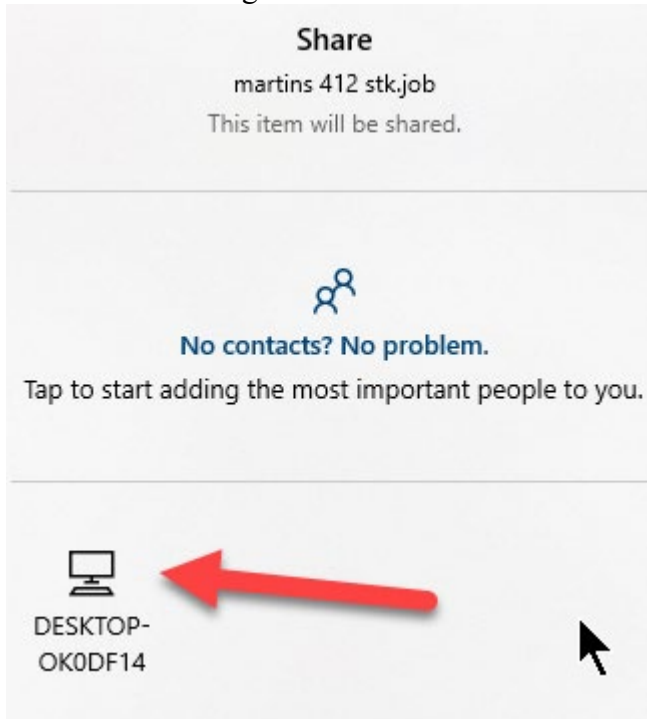 Share
martins 412 stk.job
This item will be shared.
No contacts? No problem.
Tap to start adding the most important people to you.
DESKTOP-
OK0DF14